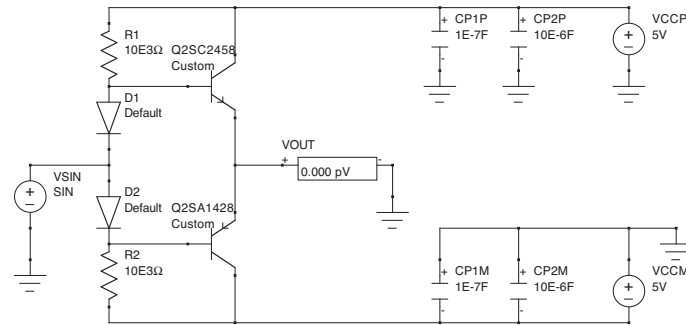 R1
10E3Ω
Q2SC2458
Custom
D1
Default
CP1P
1E-7F
CP2P
10E-6F
VCCP
5V
VSIN
SIN
VOUT
0.000 pV
D2
Default
Q2SA1428
Custom
R2
10E3Ω
CP1M
1E-7F
CP2M
10E-6F
VCCM
5V